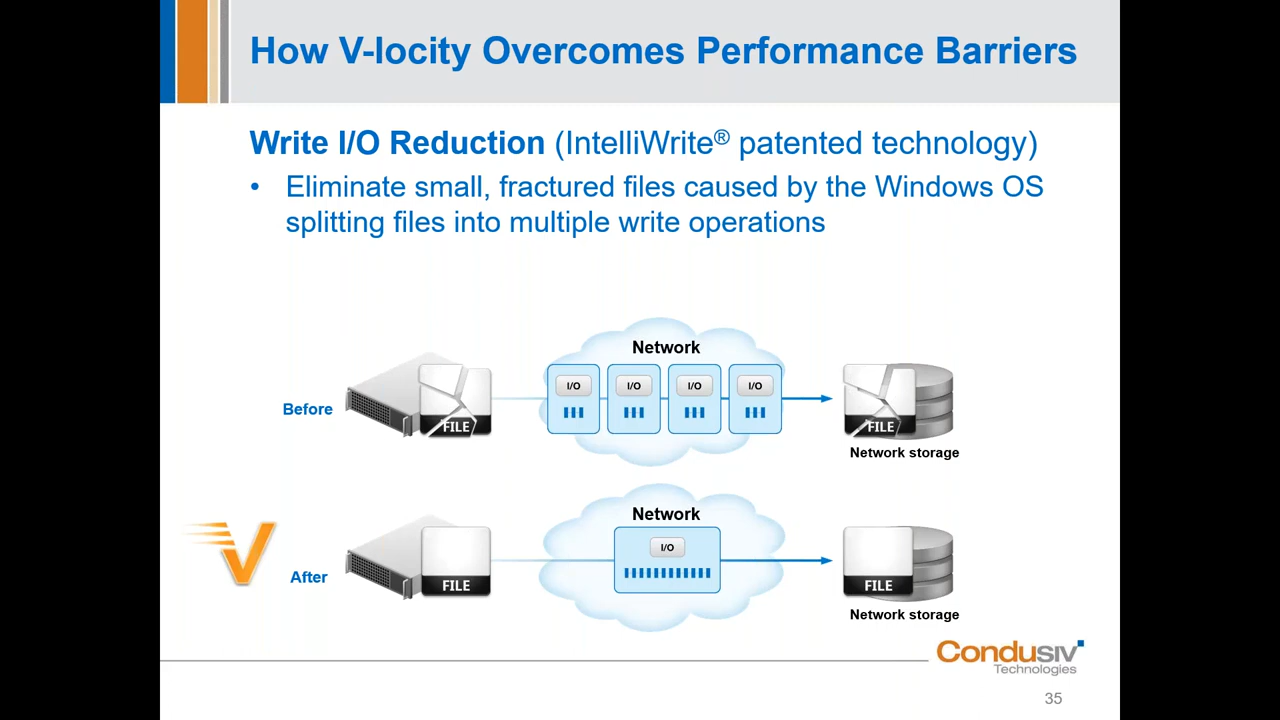 How V-locity Overcomes Performance Barriers
Write I/O Reduction (IntelliWrite® patented technology)
• Eliminate small, fractured files caused by the Windows OS
splitting files into multiple write operations
Network
I/O I/O I/O I/O
Before
FILE
FILE
Network storage
Network
I/O
V
After
FILE
FILE
Network storage
Condusiv
Technologies
35